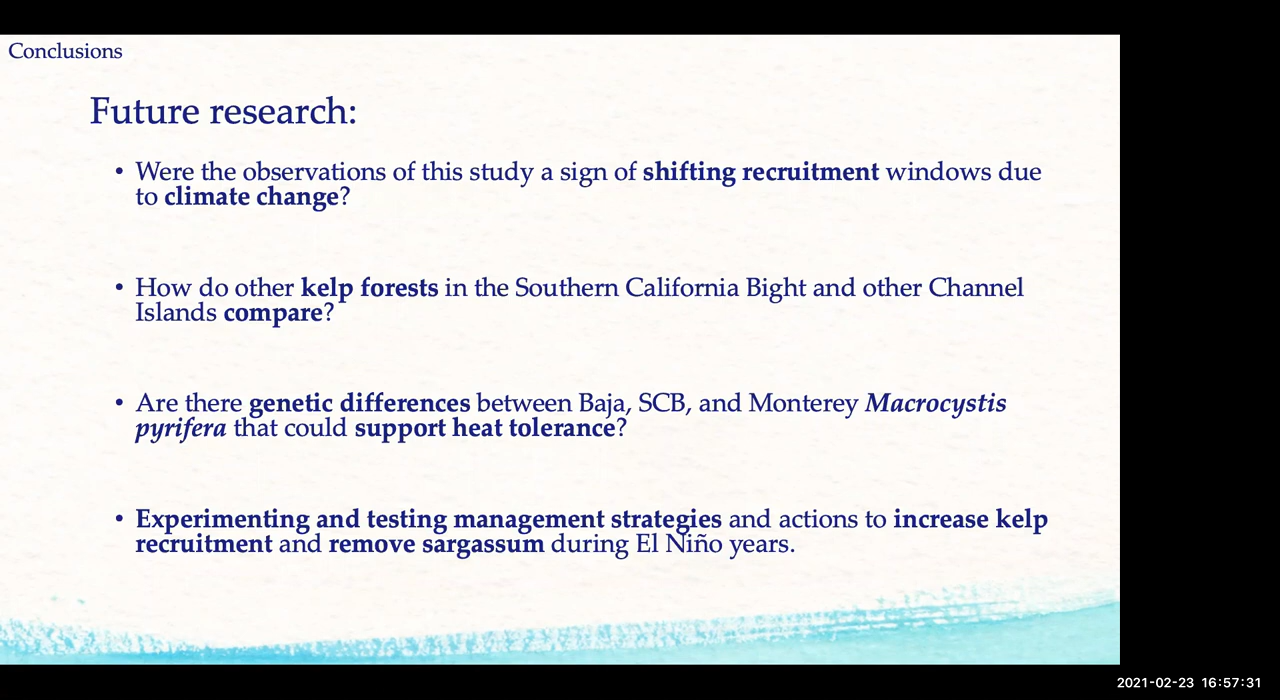 Conclusions
Future research:
• Were the observations of this study a sign of shifting recruitment windows due
to climate change?
• How do other kelp forests in the Southern California Bight and other Channel
Islands compare?
• Are there genetic differences between Baja, SCB, and Monterey Macrocystis
pyrifera that could support heat tolerance?
• Experimenting and testing management strategies and actions to increase kelp
recruitment and remove sargassum during El Niño years.
2021-02-23 16:57:31